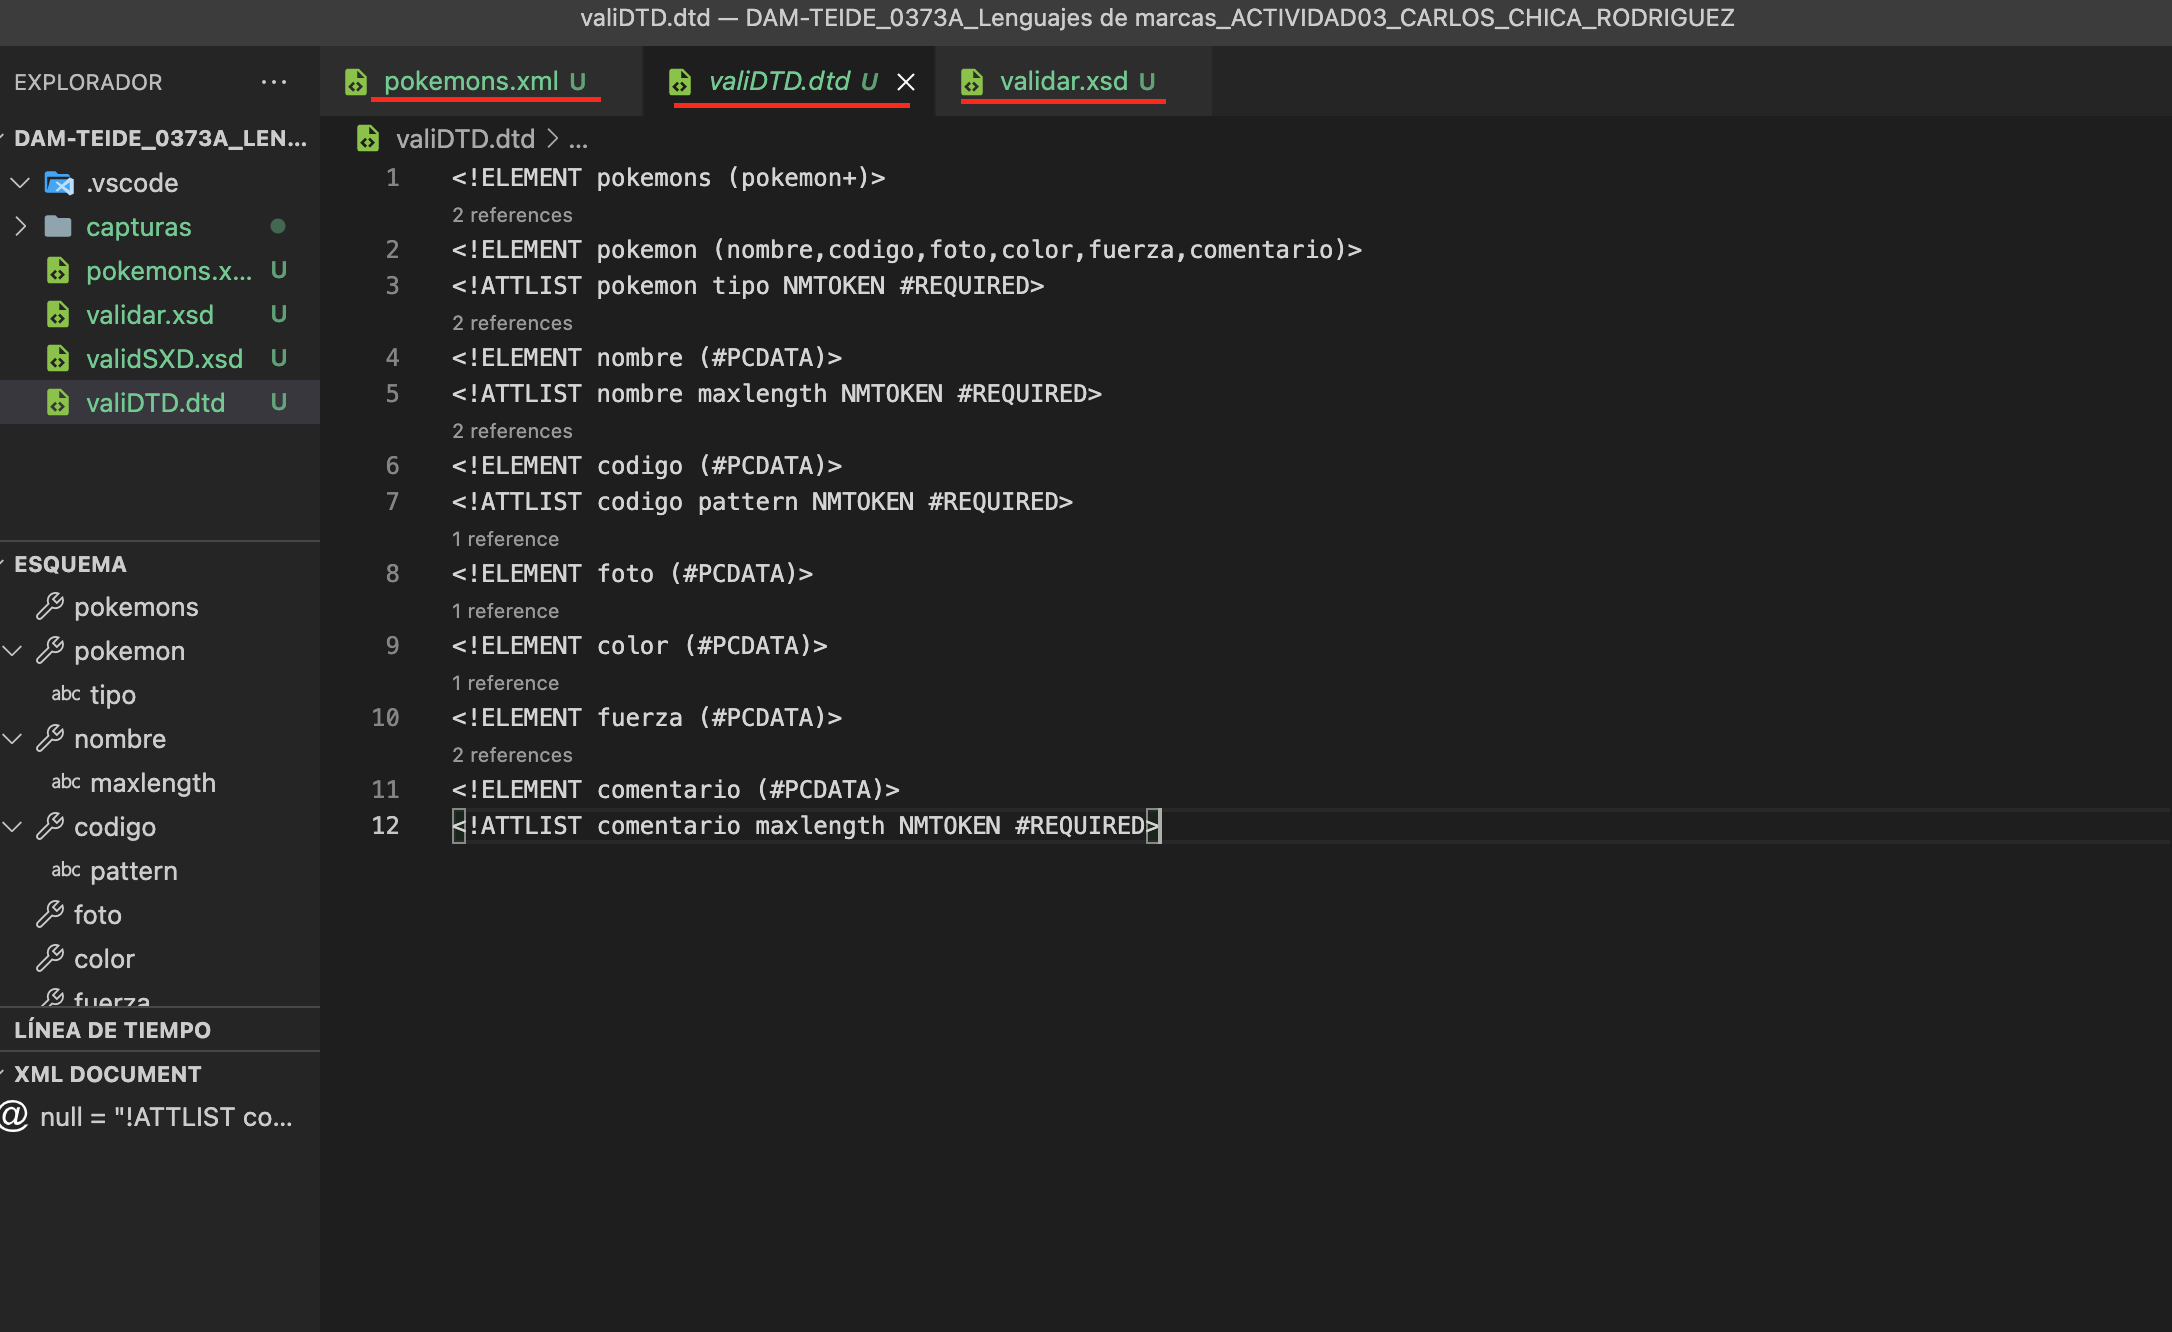 valiDTD.dtd — DAM-TEIDE_0373A_Lenguajes de marcas_ACTIVIDAD03_CARLOS_CHICA_RODRIGUEZ
EXPLORADOR ...
DAM-TEIDE_0373A_LEN...
.vscode
capturas
pokemons.x... U
validar.xsd U
validSXD.xsd U
valiDTD.dtd U
ESQUEMA
pokemons
pokemon
abc tipo
nombre
abc maxlength
codigo
abc pattern
foto
color
fuerza
LÍNEA DE TIEMPO
XML DOCUMENT
@ null = "!ATTLIST co...
pokemons.xml U
valiDTD.dtd U
validar.xsd U
valiDTD.dtd > ...
1 <!ELEMENT pokemons (pokemon+)>
2 references
2 <!ELEMENT pokemon (nombre,codigo,foto,color,fuerza,comentario)>
3 <!ATTLIST pokemon tipo NMTOKEN #REQUIRED>
2 references
4 <!ELEMENT nombre (#PCDATA)>
5 <!ATTLIST nombre maxlength NMTOKEN #REQUIRED>
2 references
6 <!ELEMENT codigo (#PCDATA)>
7 <!ATTLIST codigo pattern NMTOKEN #REQUIRED>
1 reference
8 <!ELEMENT foto (#PCDATA)>
1 reference
9 <!ELEMENT color (#PCDATA)>
1 reference
10 <!ELEMENT fuerza (#PCDATA)>
2 references
11 <!ELEMENT comentario (#PCDATA)>
12 <!ATTLIST comentario maxlength NMTOKEN #REQUIRED>